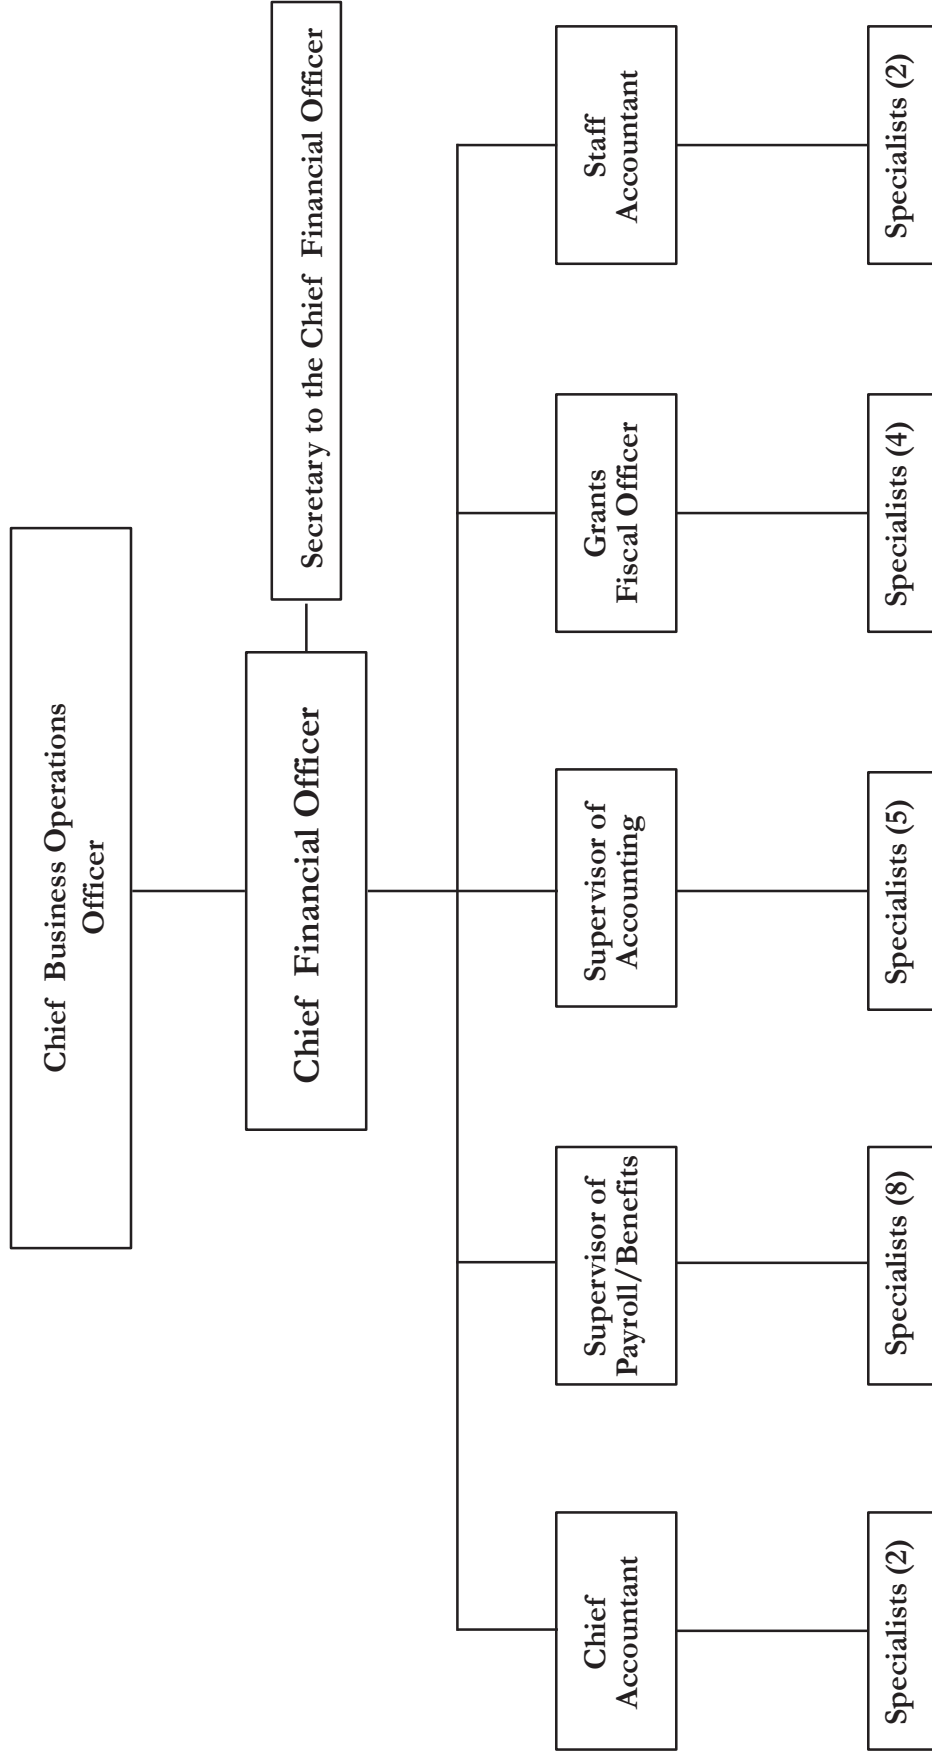 Chief Business Operations
Officer
Chief Financial Officer
Secretary to the Chief Financial Officer
Chief
Accountant
Supervisor of
Payroll/Benefits
Supervisor of
Accounting
Grants
Fiscal Officer
Staff
Accountant
Specialists (2)
Specialists (8)
Specialists (5)
Specialists (4)
Specialists (2)